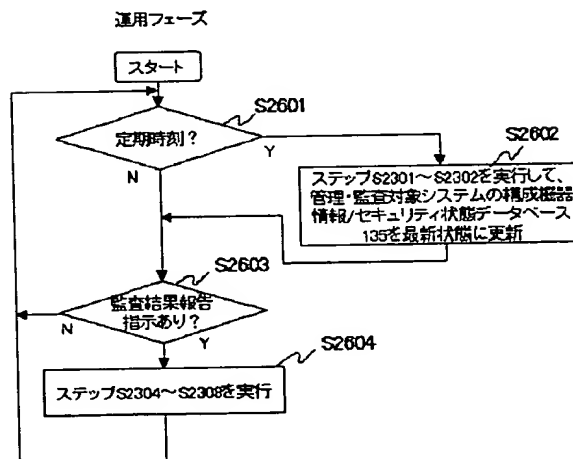 運用フェーズ
スタート
S2601
定期時刻?
N
Y
S2602
ステップS2301～S2302を実行して、
管理・監査対象システムの構成機器
情報/セキュリティ状態データベース
135を最新状態に更新
S2603
監査結果報告
指示あり?
N
Y
S2604
ステップS2304～S2308を実行